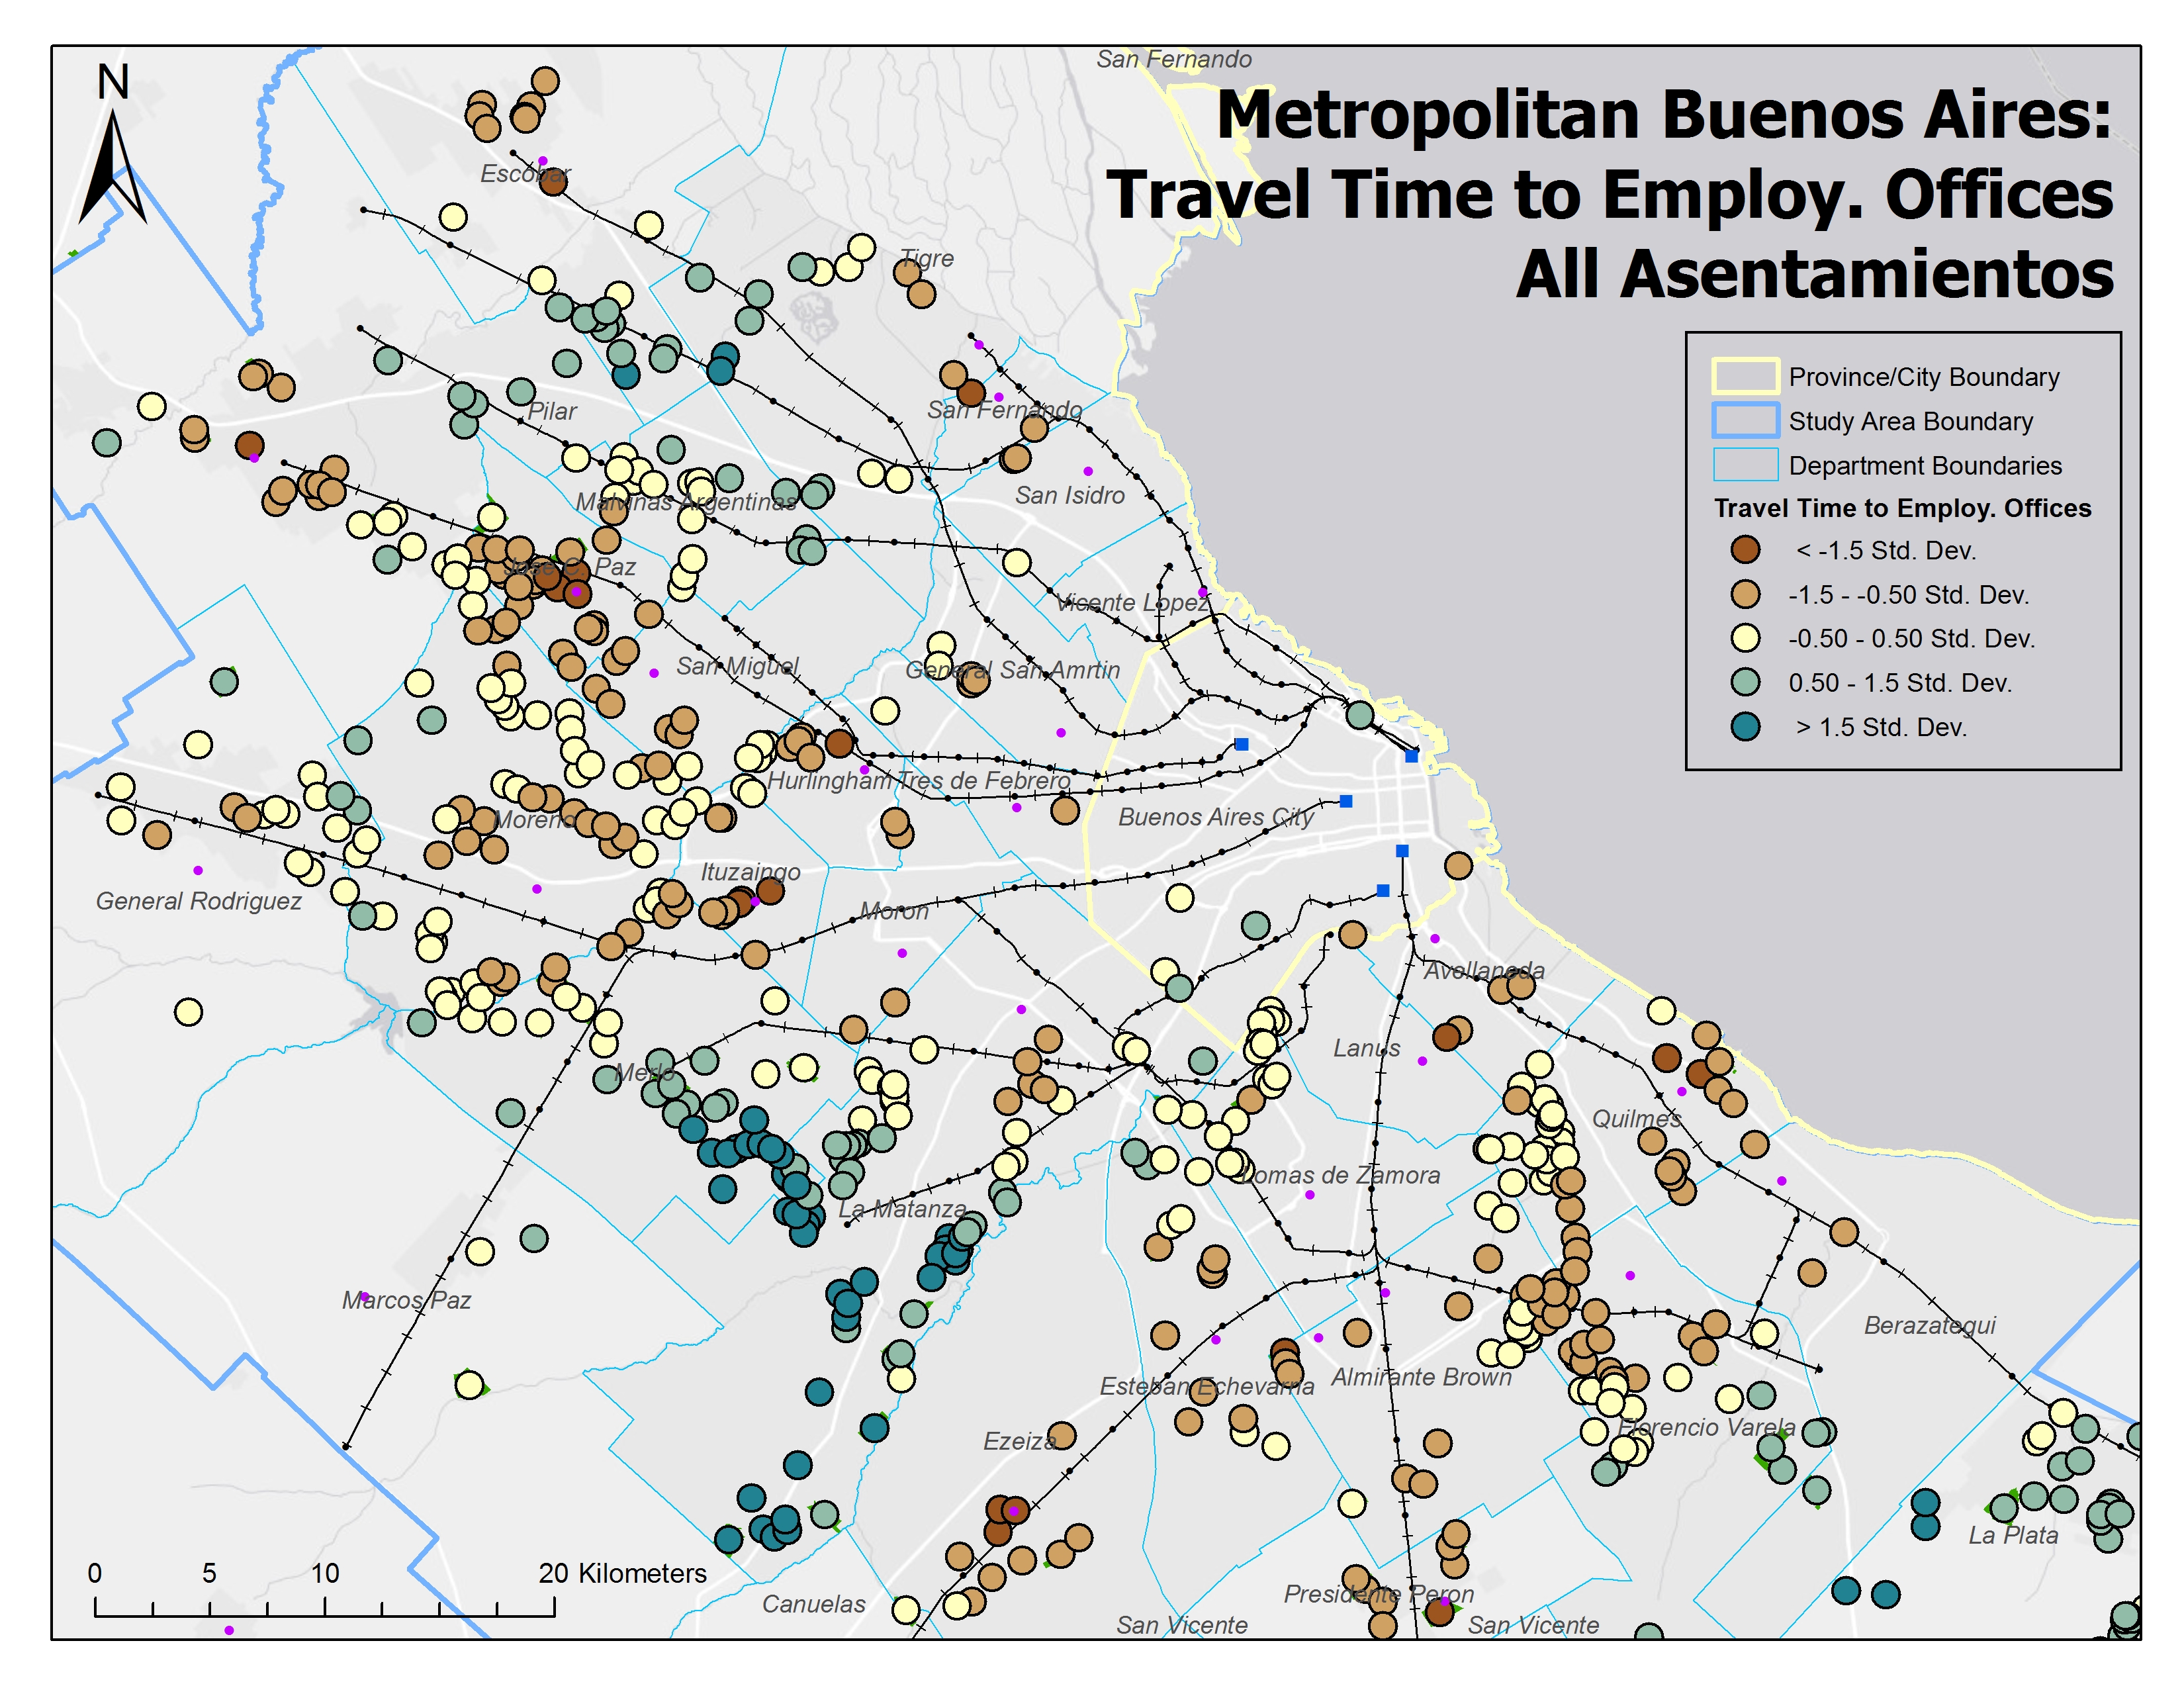 San Fernando
N
Metropolitan Buenos Aires:
Travel Time to Employ. Offices
All Asentamientos
Escobar
Tigre
Province/City Boundary
Study Area Boundary
Department Boundaries
Travel Time to Employ. Offices
< -1.5 Std. Dev.
-1.5 - -0.50 Std. Dev.
-0.50 - 0.50 Std. Dev.
0.50 - 1.5 Std. Dev.
> 1.5 Std. Dev.
Pilar
San Fernando
Malvinas Argentinas
San Isidro
Jose C. Paz
Vicente Lopez
San Miguel
General San Amrtin
Hurlingham
Tres de Febrero
Moreno
Buenos Aires City
Ituzaingo
General Rodriguez
Moron
Avollaneda
Lanus
Merlo
Quilmes
Lomas de Zamora
La Matanza
Marcos Paz
Berazategui
Esteban Echevarria
Almirante Brown
Florencio Varela
Ezeiza
La Plata
0 5 10 20 Kilometers
Canuelas
Presidente Peron
San Vicente
San Vicente